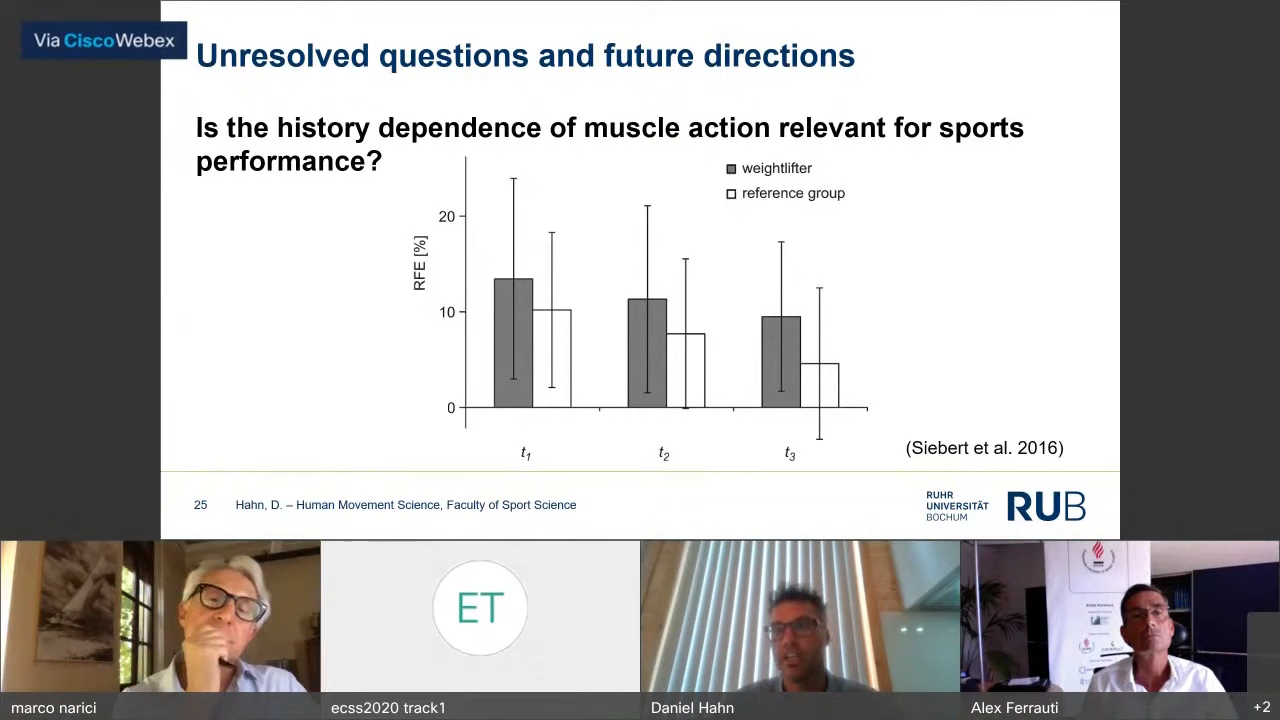 Via CiscoWebex
Unresolved questions and future directions
Is the history dependence of muscle action relevant for sports
performance?
weightlifter
reference group
20
10
0
RFE [%]
t1
t2
t3
(Siebert et al. 2016)
25
Hahn, D. – Human Movement Science, Faculty of Sport Science
RUHR
UNIVERSITÄT
BOCHUM
RUB
ET
marco narici
ecss2020 track1
Daniel Hahn
Alex Ferrauti
+2